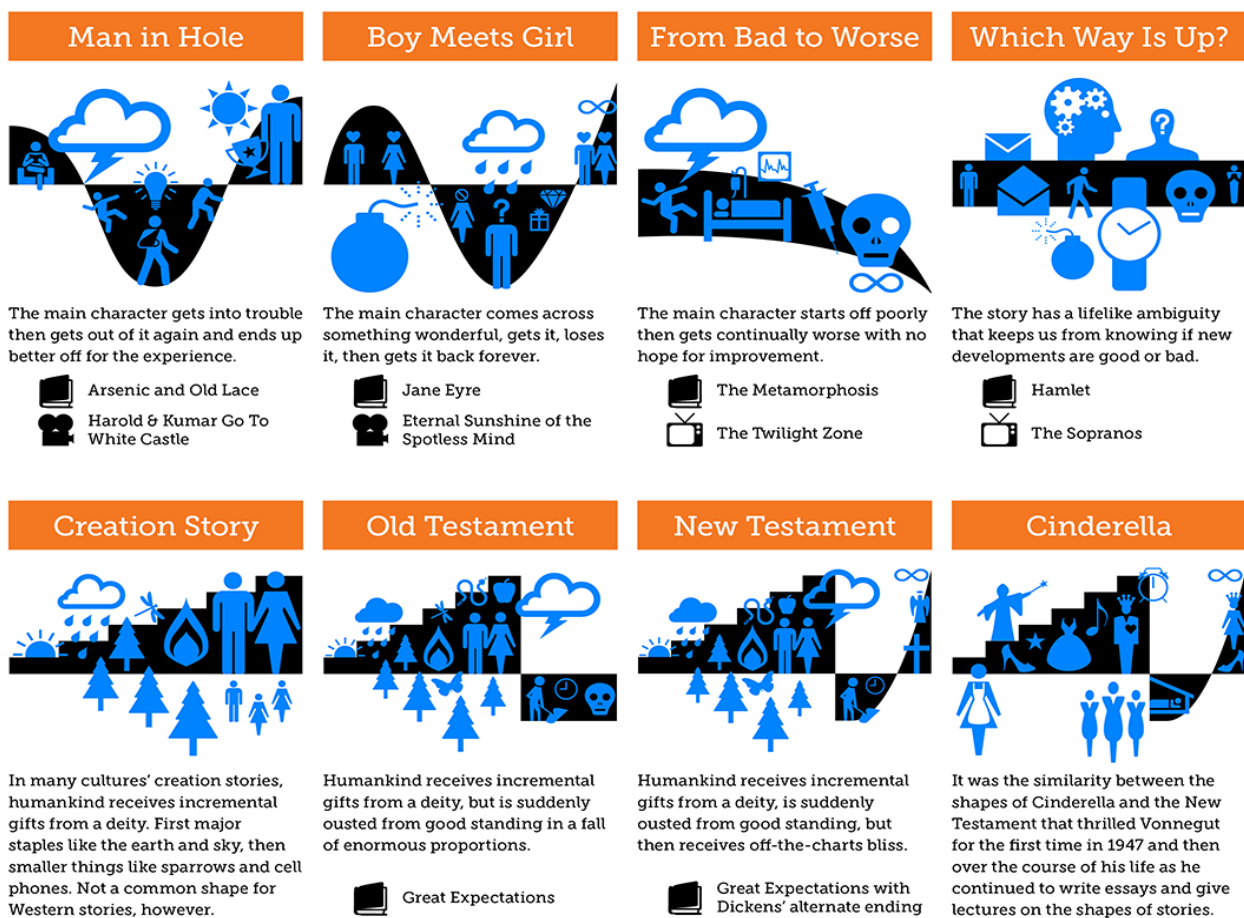 Man in Hole
The main character gets into trouble
then gets out of it again and ends up
better off for the experience.
Arsenic and Old Lace
Harold & Kumar Go To
White Castle
Boy Meets Girl
?
The main character comes across
something wonderful, gets it, loses
it, then gets it back forever.
Jane Eyre
Eternal Sunshine of the
Spotless Mind
From Bad to Worse
The main character starts off poorly
then gets continually worse with no
hope for improvement.
The Metamorphosis
The Twilight Zone
Which Way Is Up?
?
The story has a lifelike ambiguity
that keeps us from knowing if new
developments are good or bad.
Hamlet
The Sopranos
Creation Story
In many cultures’ creation stories,
humankind receives incremental
gifts from a deity. First major
staples like the earth and sky, then
smaller things like sparrows and cell
phones. Not a common shape for
Western stories, however.
Old Testament
Humankind receives incremental
gifts from a deity, but is suddenly
ousted from good standing in a fall
of enormous proportions.
Great Expectations
New Testament
Humankind receives incremental
gifts from a deity, is suddenly
ousted from good standing, but
then receives off-the-charts bliss.
Great Expectations with
Dickens’ alternate ending
Cinderella
It was the similarity between the
shapes of Cinderella and the New
Testament that thrilled Vonnegut
for the first time in 1947 and then
over the course of his life as he
continued to write essays and give
lectures on the shapes of stories.